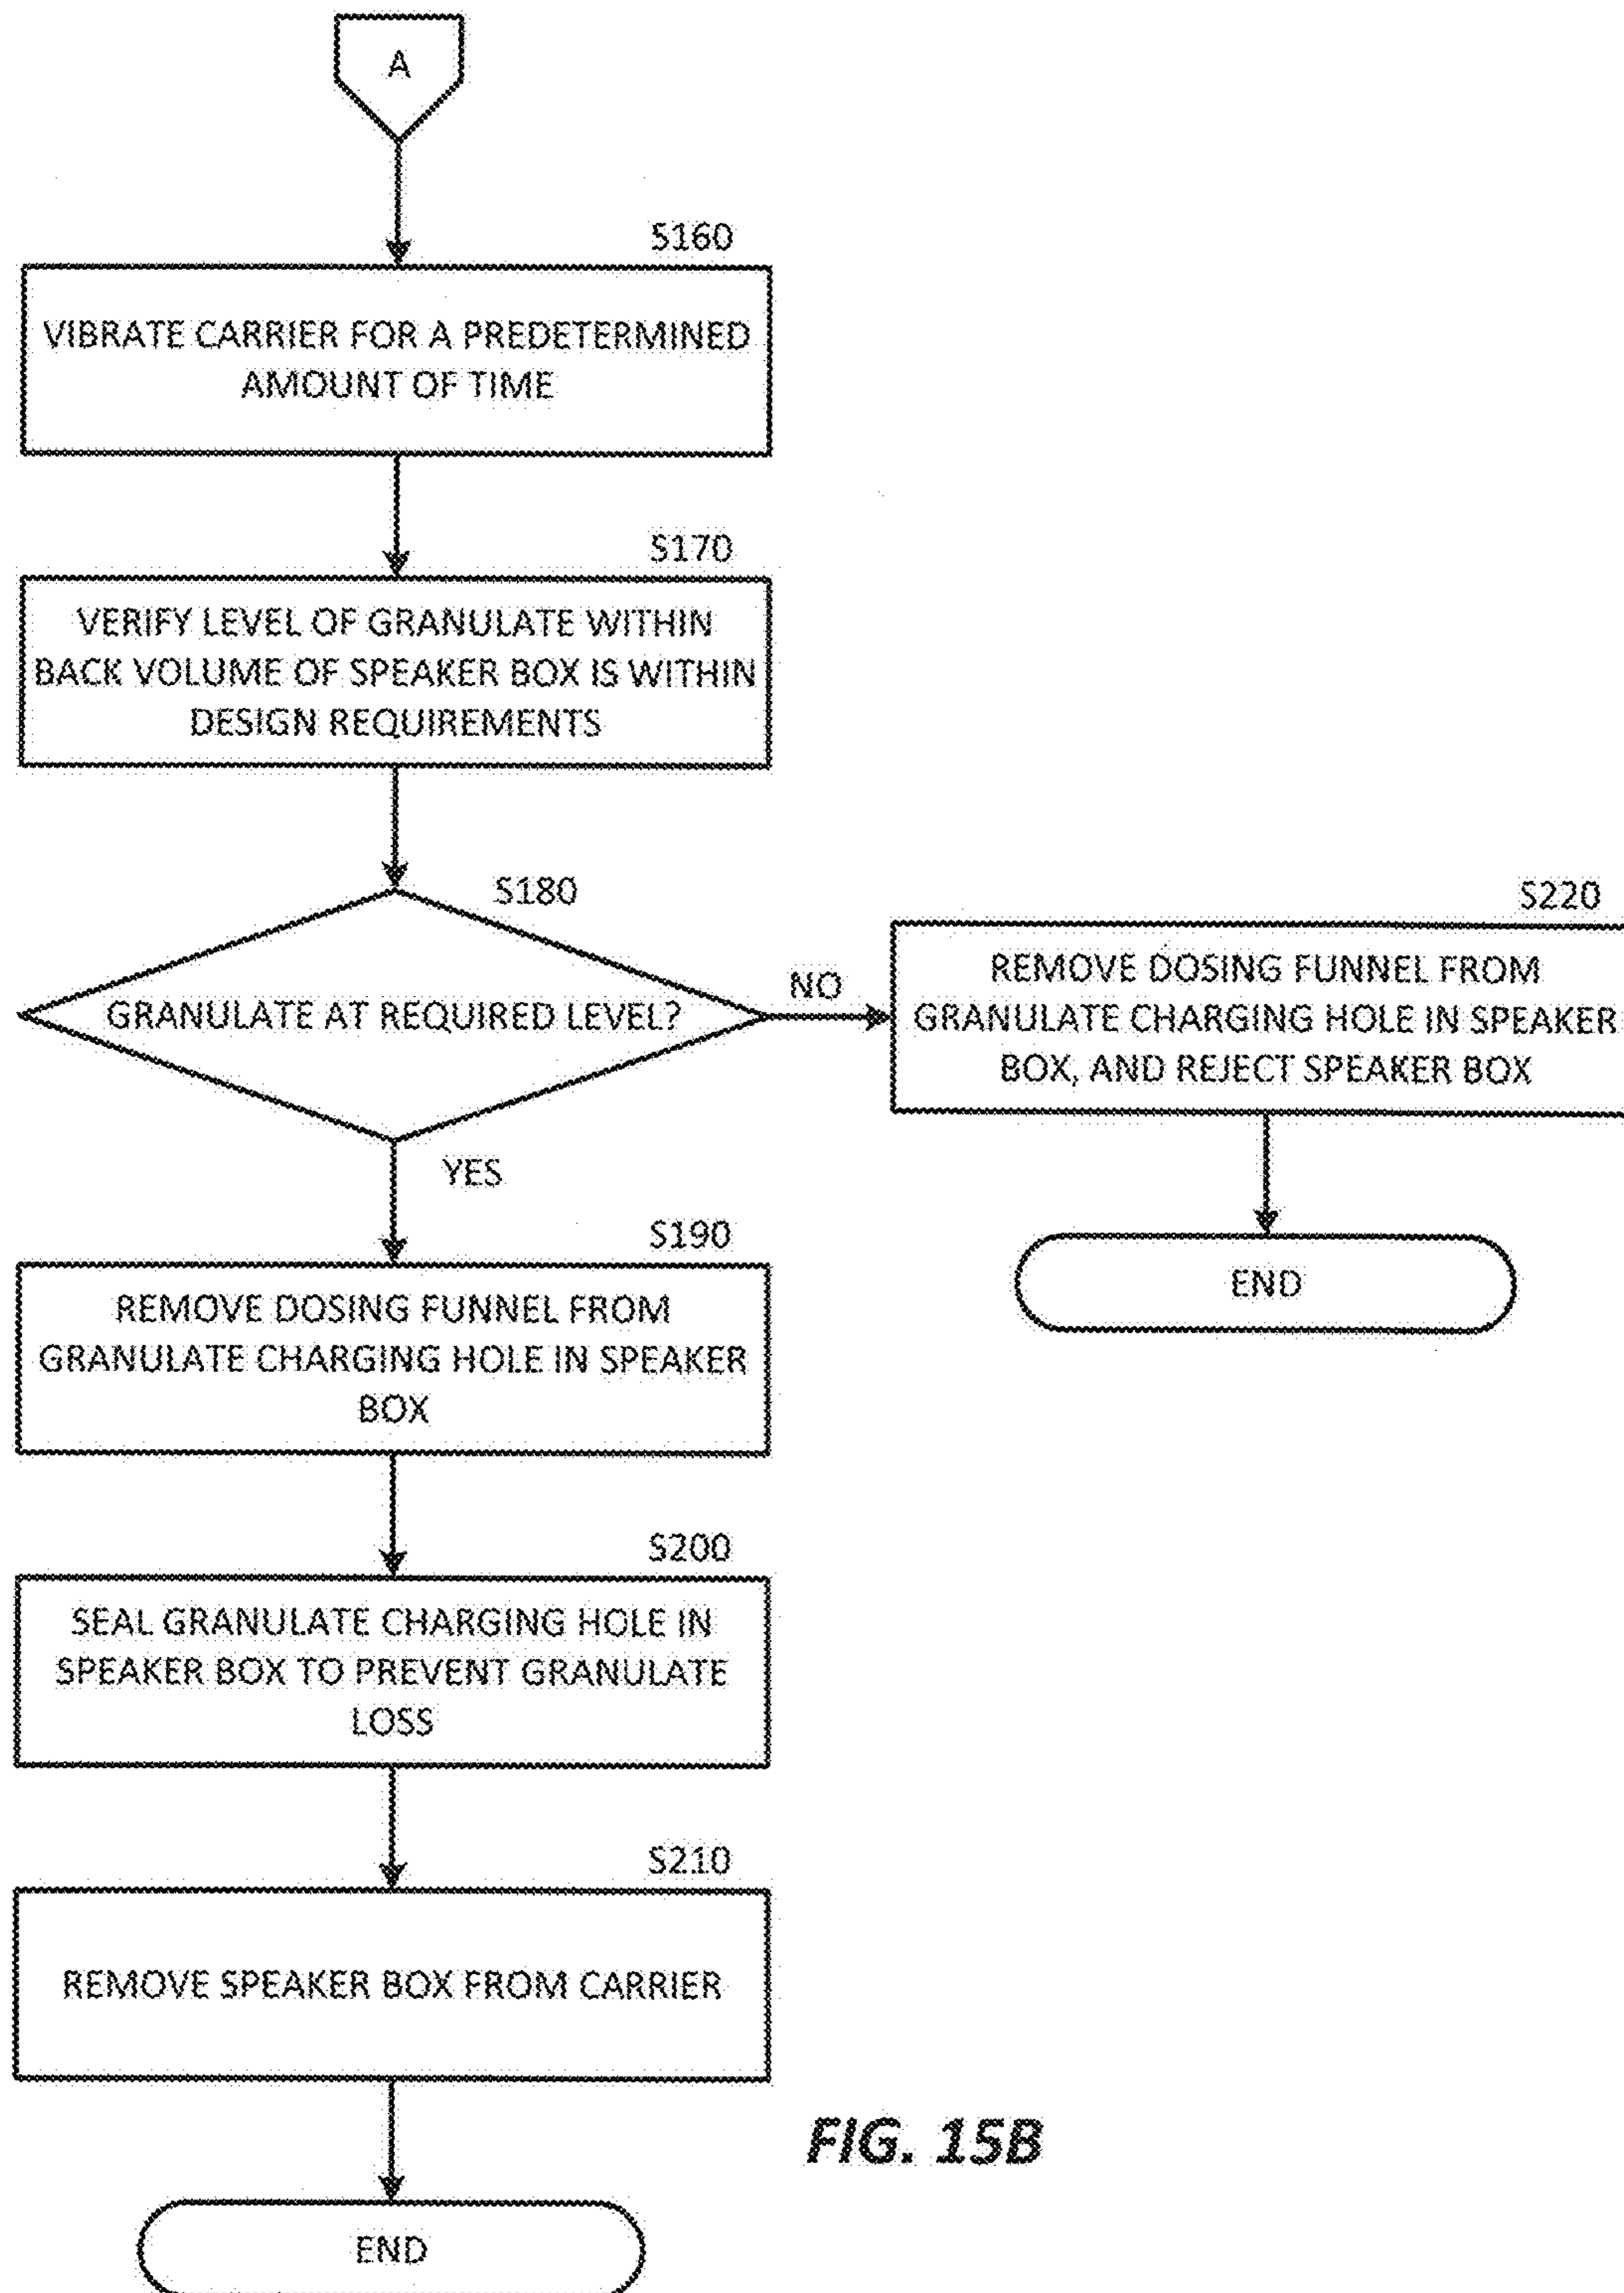 A
S160
VIBRATE CARRIER FOR A PREDETERMINED
AMOUNT OF TIME
S170
VERIFY LEVEL OF GRANULATE WITHIN
BACK VOLUME OF SPEAKER BOX IS WITHIN
DESIGN REQUIREMENTS
S180
GRANULATE AT REQUIRED LEVEL?
NO
S220
REMOVE DOSING FUNNEL FROM
GRANULATE CHARGING HOLE IN SPEAKER
BOX, AND REJECT SPEAKER BOX
END
YES
S190
REMOVE DOSING FUNNEL FROM
GRANULATE CHARGING HOLE IN SPEAKER
BOX
S200
SEAL GRANULATE CHARGING HOLE IN
SPEAKER BOX TO PREVENT GRANULATE
LOSS
S210
REMOVE SPEAKER BOX FROM CARRIER
END
FIG. 15B